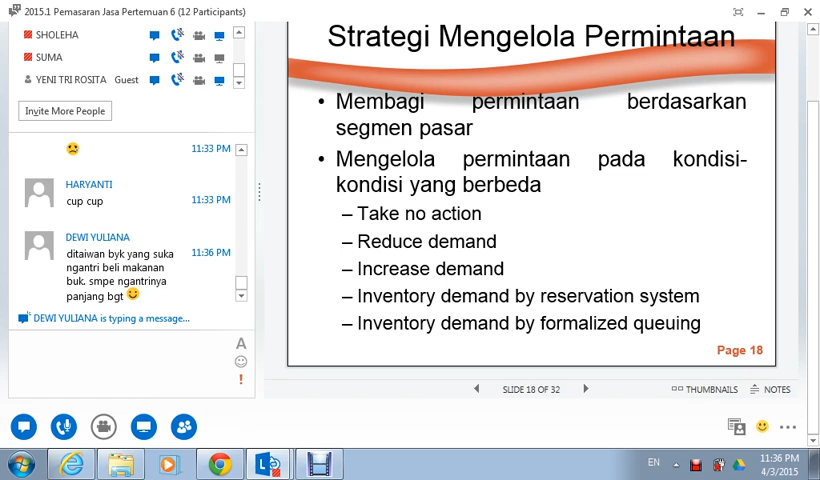 2015.1 Pemasaran Jasa Pertemuan 6 (12 Participants)
SHOLEHA
SUMA
YENI TRI ROSITA Guest
Invite More People
11:33 PM
HARYANTI
cup cup
11:33 PM
DEWI YULIANA
ditaiwan byk yang suka
11:36 PM
ngantri beli makanan
buk. smpe ngantrinya
panjang bgt
DEWI YULIANA is typing a message...
A
!
Strategi Mengelola Permintaan
• Membagi permintaan berdasarkan
segmen pasar
• Mengelola permintaan pada kondisi-
kondisi yang berbeda
– Take no action
– Reduce demand
– Increase demand
– Inventory demand by reservation system
– Inventory demand by formalized queuing
Page 18
SLIDE 18 OF 32
THUMBNAILS
NOTES
EN
11:36 PM
4/3/2015